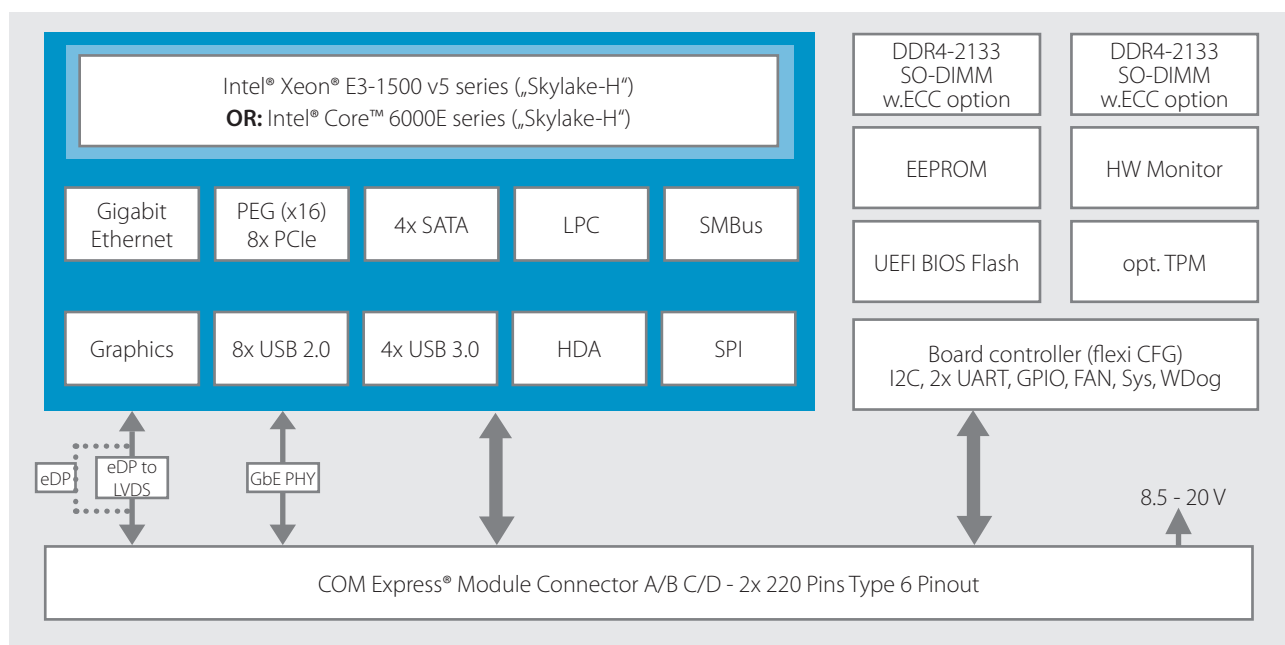 Intel® Xeon® E3-1500 v5 series („Skylake-H“)
OR: Intel® Core™ 6000E series („Skylake-H“)
Gigabit
Ethernet
PEG (x16)
8x PCIe
4x SATA
LPC
SMBus
Graphics
8x USB 2.0
4x USB 3.0
HDA
SPI
DDR4-2133
SO-DIMM
w.ECC option
DDR4-2133
SO-DIMM
w.ECC option
EEPROM
HW Monitor
UEFI BIOS Flash
opt. TPM
Board controller (flexi CFG)
I2C, 2x UART, GPIO, FAN, Sys, WDog
eDP
eDP to
LVDS
GbE PHY
8.5 - 20 V
COM Express® Module Connector A/B C/D - 2x 220 Pins Type 6 Pinout